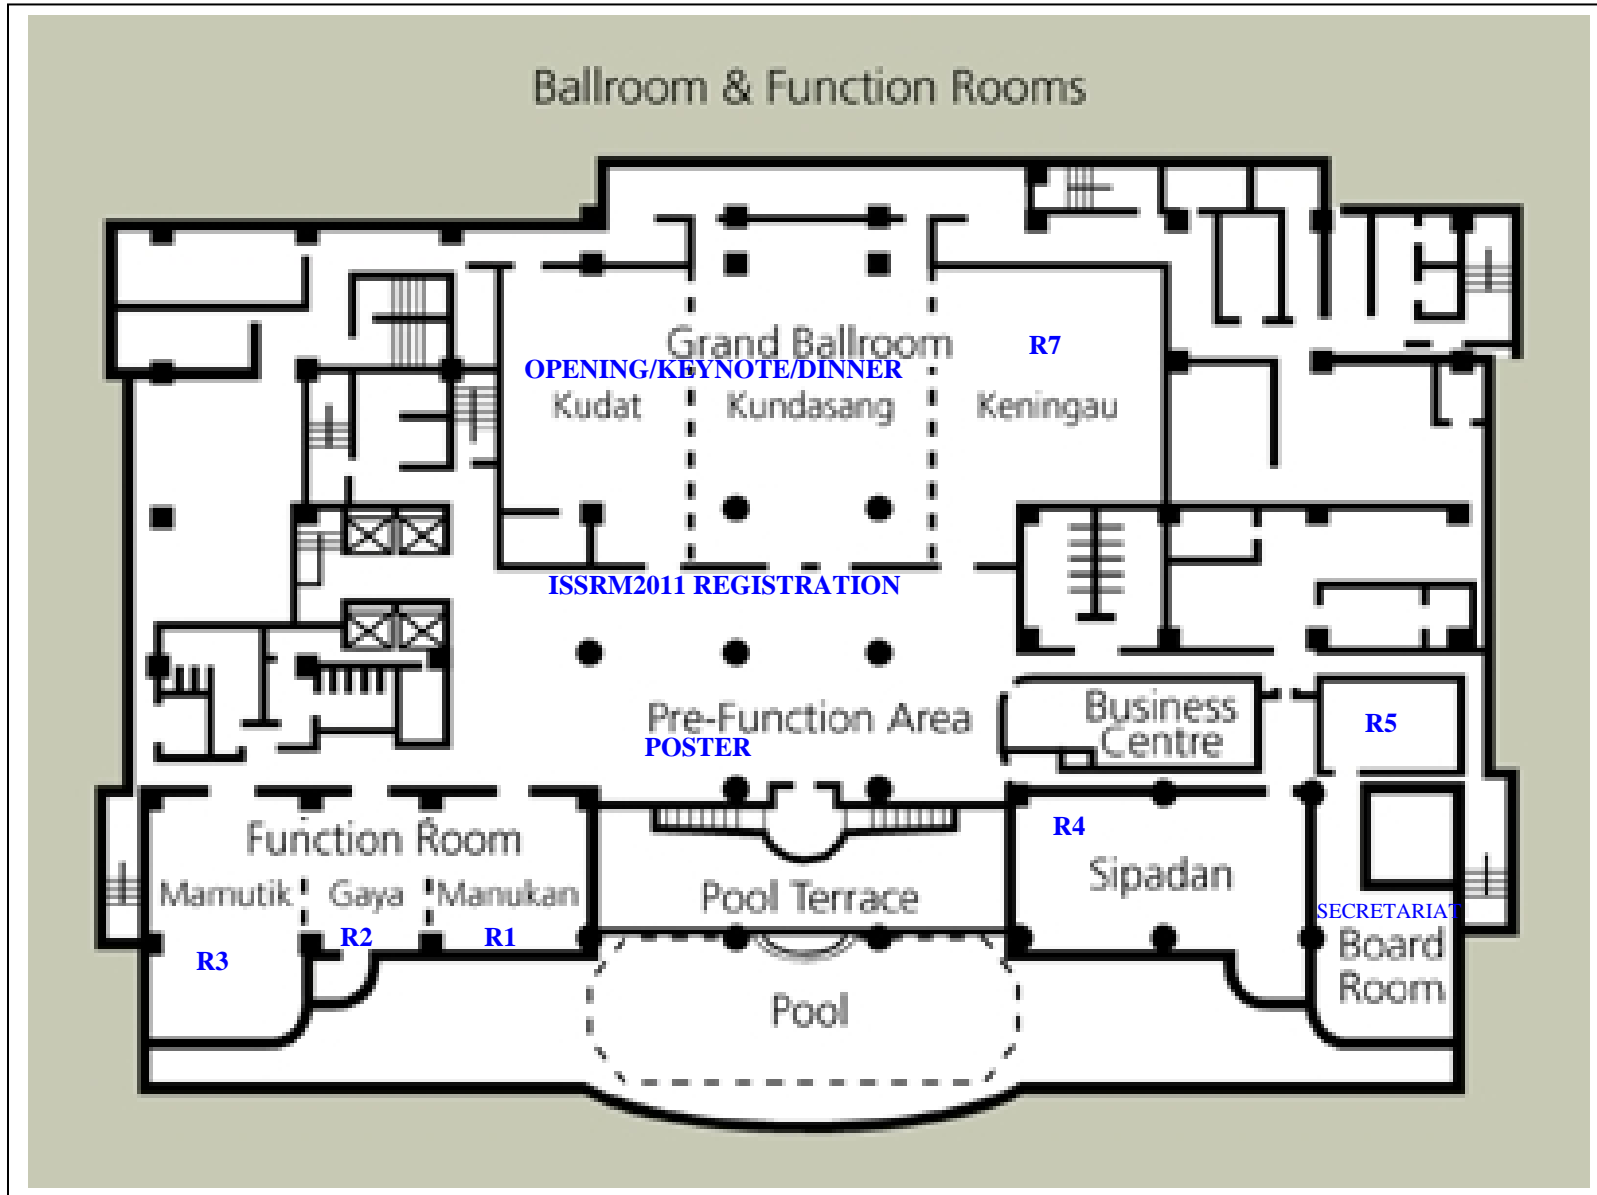 Ballroom & Function Rooms
Grand Ballroom
R7
OPENING/KEYNOTE/DINNER
Kudat
Kundasang
Keningau
ISSRM2011 REGISTRATION
Pre-Function Area
POSTER
Business
Centre
R5
Function Room
R4
Mamutik
Gaya
Manukan
Pool Terrace
Sipadan
SECRETARIAT
Board
Room
R3
R2
R1
Pool